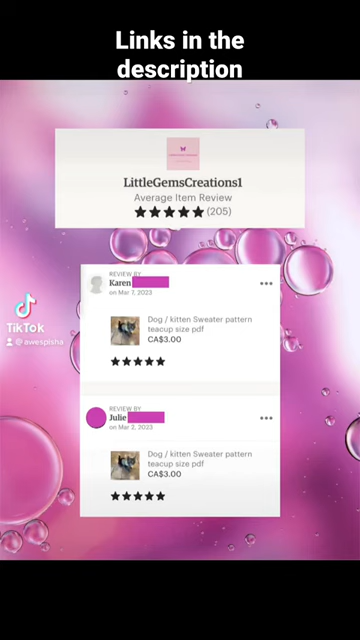 Links in the
description
LittleGemsCreations1
Average Item Review
(205)
REVIEW BY
Karen
on Mar 7, 2023
Dog / kitten Sweater pattern
teacup size pdf
CA$3.00
TikTok
@awespisha
REVIEW BY
Julie
on Mar 2, 2023
Dog / kitten Sweater pattern
teacup size pdf
CA$3.00